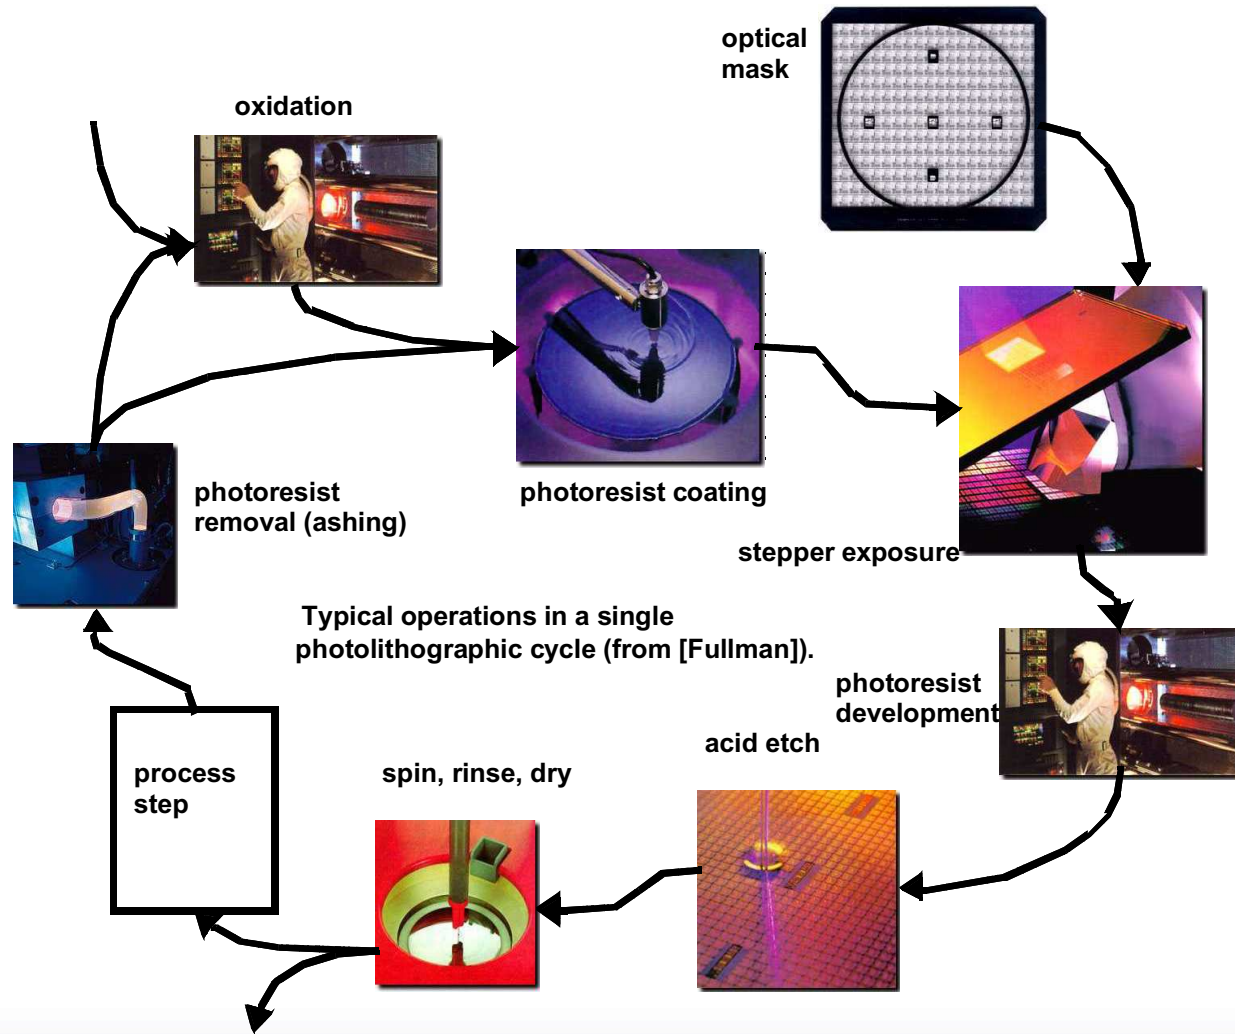 optical
mask
oxidation
photoresist
removal (ashing)
photoresist coating
stepper exposure
Typical operations in a single
photolithographic cycle (from [Fullman]).
photoresist
development
acid etch
spin, rinse, dry
process
step